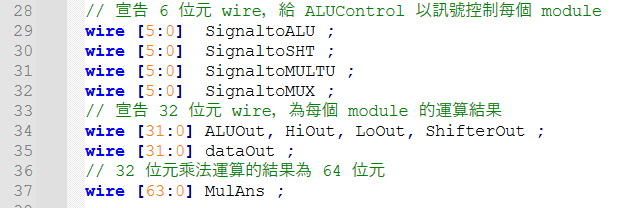 28 // 宣告 6 位元 wire, 給 ALUControl 以訊號控制每個 module
29 wire [5:0]  SignaltoALU ;
30 wire [5:0]  SignaltoSHT ;
31 wire [5:0]  SignaltoMULTU ;
32 wire [5:0]  SignaltoMUX ;
33 // 宣告 32 位元 wire, 為每個 module 的運算結果
34 wire [31:0] ALUOut, HiOut, LoOut, ShifterOut ;
35 wire [31:0] dataOut ;
36 // 32 位元乘法運算的結果為 64 位元
37 wire [63:0] MulAns ;